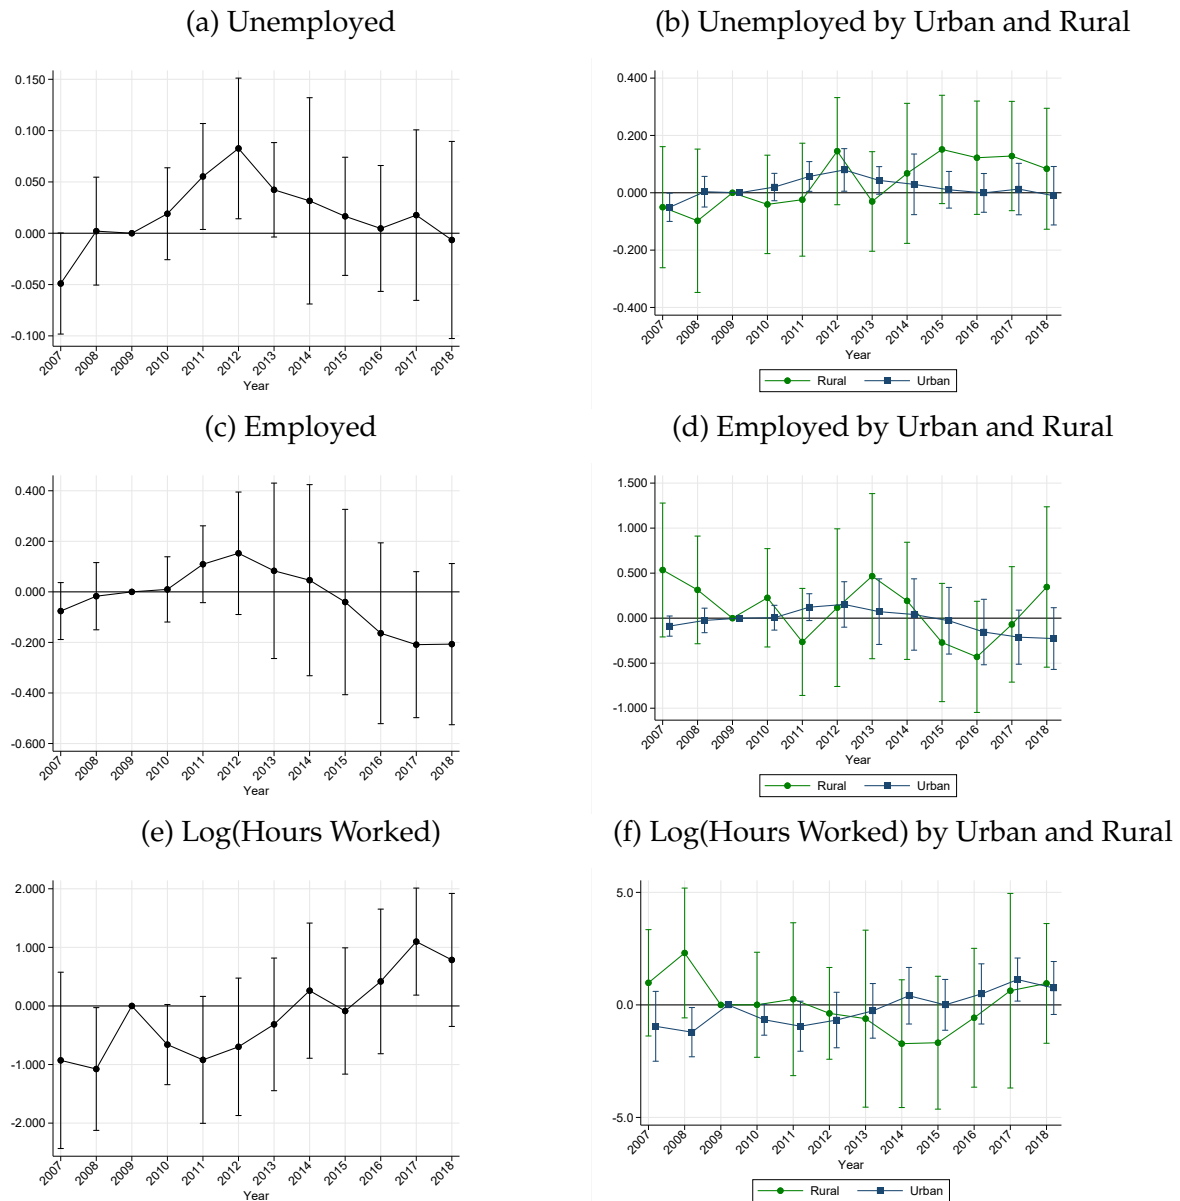 (a) Unemployed
0.150
0.100
0.050
0.000
-0.050
-0.100
2007 2008 2009 2010 2011 2012 2013 2014 2015 2016 2017 2018
Year
(b) Unemployed by Urban and Rural
0.400
0.200
0.000
-0.200
-0.400
2007 2008 2009 2010 2011 2012 2013 2014 2015 2016 2017 2018
Year
Rural Urban
(c) Employed
0.400
0.200
0.000
-0.200
-0.400
-0.600
2007 2008 2009 2010 2011 2012 2013 2014 2015 2016 2017 2018
Year
(d) Employed by Urban and Rural
1.500
1.000
0.500
0.000
-0.500
-1.000
2007 2008 2009 2010 2011 2012 2013 2014 2015 2016 2017 2018
Year
Rural Urban
(e) Log(Hours Worked)
2.000
1.000
0.000
-1.000
-2.000
2007 2008 2009 2010 2011 2012 2013 2014 2015 2016 2017 2018
Year
(f) Log(Hours Worked) by Urban and Rural
5.0
0.0
-5.0
2007 2008 2009 2010 2011 2012 2013 2014 2015 2016 2017 2018
Year
Rural Urban